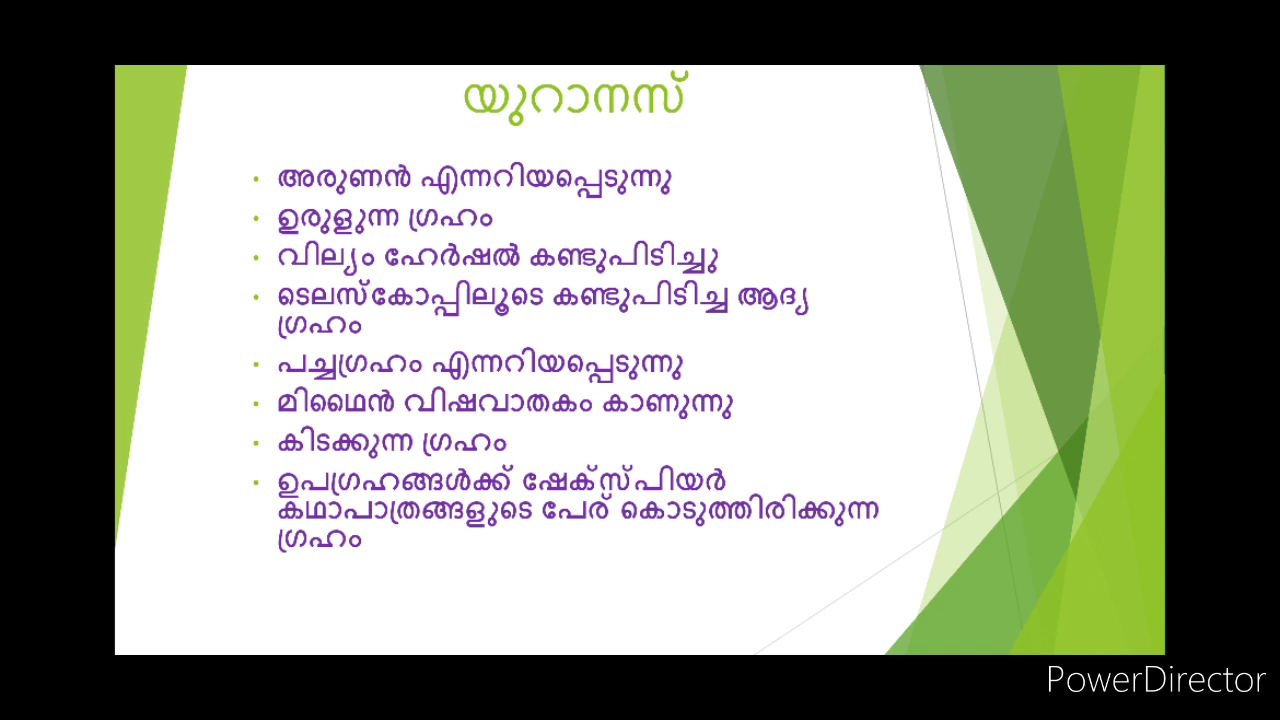 യുറാനസ്
• അരുണൻ എന്നറിയപ്പെടുന്നു
• ഉരുളുന്ന ഗ്രഹം
• വില്യം ഹേർഷൽ കണ്ടുപിടിച്ചു
• ടെലസ്കോപ്പിലൂടെ കണ്ടുപിടിച്ച ആദ്യ
ഗ്രഹം
• പച്ചഗ്രഹം എന്നറിയപ്പെടുന്നു
• മിഥൈൻ വിഷവാതകം കാണുന്നു
• കിടക്കുന്ന ഗ്രഹം
• ഉപഗ്രഹങ്ങൾക്ക് ഷേക്സ്പിയർ
കഥാപാത്രങ്ങളുടെ പേര് കൊടുത്തിരിക്കുന്ന
ഗ്രഹം
PowerDirector